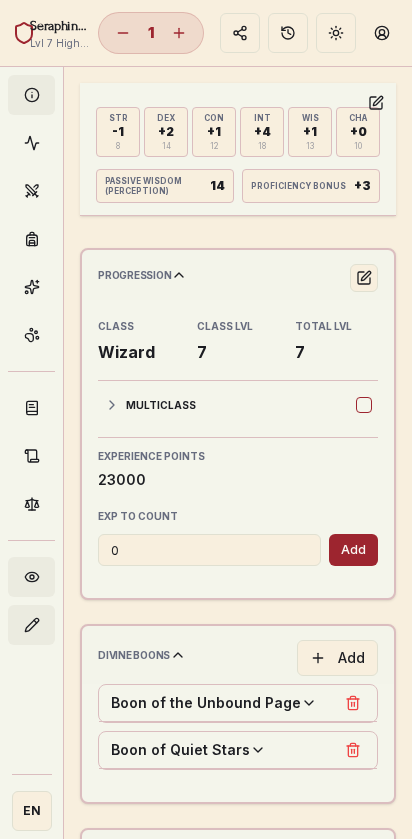 Seraphin...
Lvl 7 High...
1
STR
-1
8
DEX
+2
14
CON
+1
12
INT
+4
18
WIS
+1
13
CHA
+0
10
PASSIVE WISDOM
(PERCEPTION)
14
PROFICIENCY BONUS
+3
PROGRESSION
CLASS
CLASS LVL
TOTAL LVL
Wizard
7
7
MULTICLASS
EXPERIENCE POINTS
23000
EXP TO COUNT
0
Add
DIVINE BOONS
Add
Boon of the Unbound Page
Boon of Quiet Stars
EN